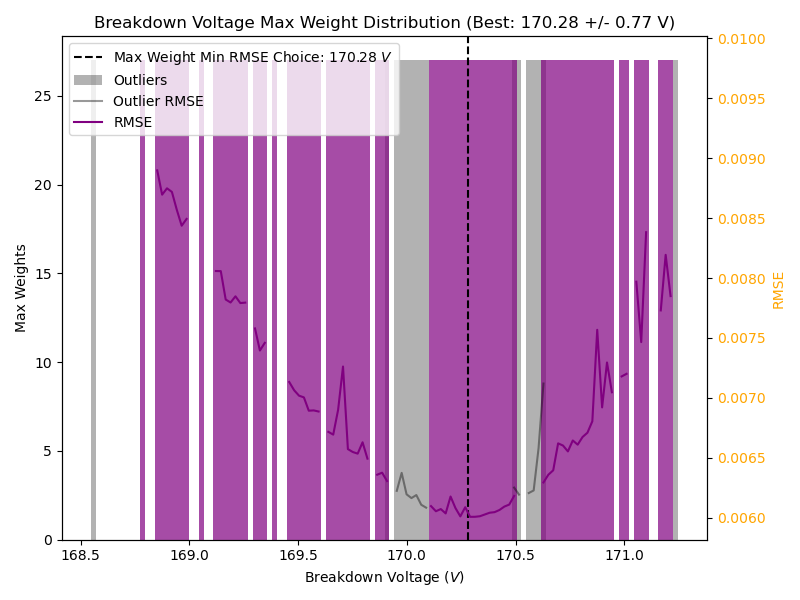 Breakdown Voltage Max Weight Distribution (Best: 170.28 +/- 0.77 V)
Max Weight Min RMSE Choice: 170.28 V
Outliers
Outlier RMSE
RMSE
Max Weights
0
5
10
15
20
25
168.5
169.0
169.5
170.0
170.5
171.0
Breakdown Voltage (V)
0.0100
0.0095
0.0090
0.0085
0.0080
0.0075
0.0070
0.0065
0.0060
RMSE